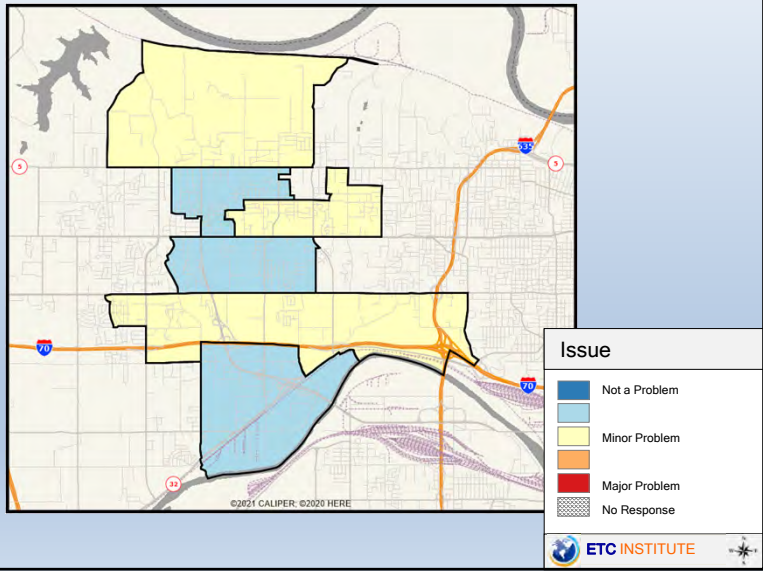 635
5
5
70
70
32
©2021 CALIPER; ©2020 HERE
Issue
Not a Problem
Minor Problem
Major Problem
No Response
ETC INSTITUTE